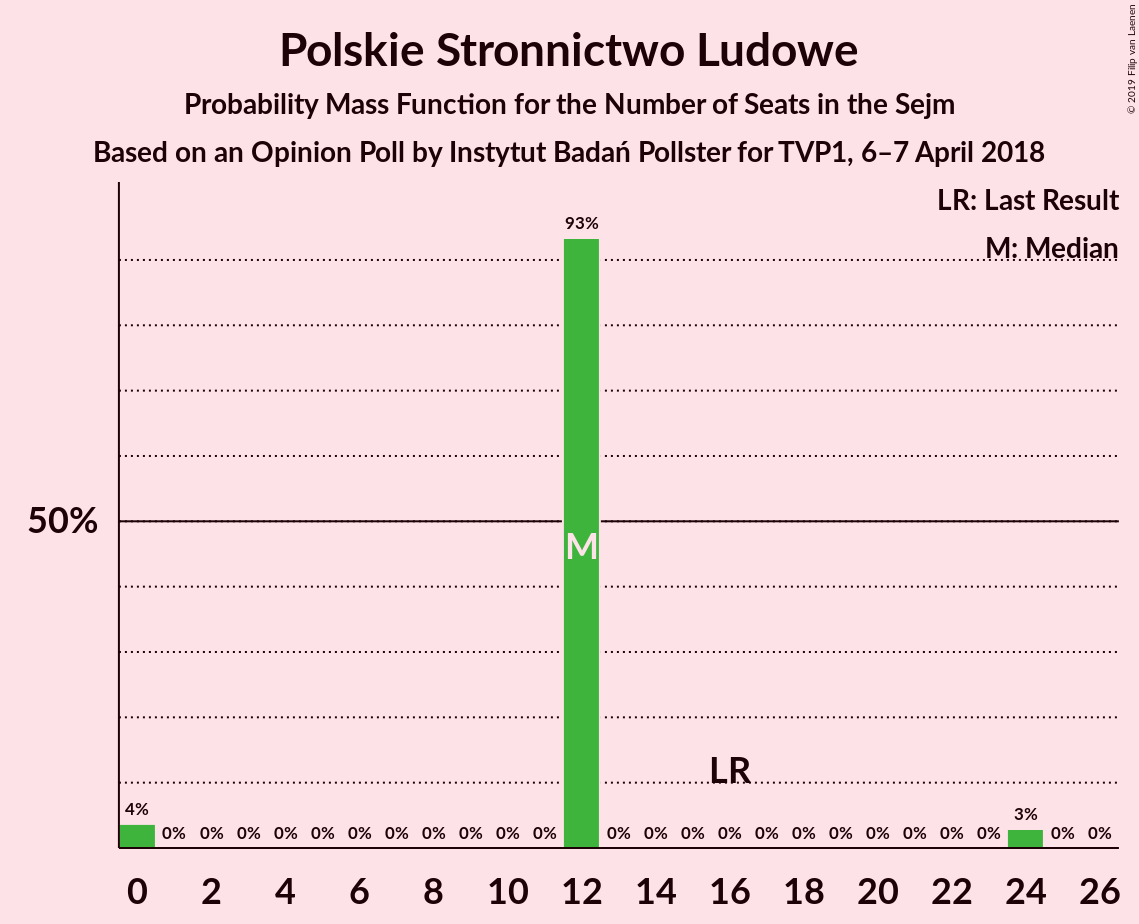 Polskie Stronnictwo Ludowe
Probability Mass Function for the Number of Seats in the Sejm
Based on an Opinion Poll by Instytut Badań Pollster for TVP1, 6–7 April 2018
© 2019 Filip van Laenen
LR: Last Result
M: Median
93%
50%
M
LR
4% 0% 0% 0% 0% 0% 0% 0% 0% 0% 0% 0% 0% 0% 0% 0% 0% 0% 0% 0% 0% 0% 0% 3% 0% 0%
0 2 4 6 8 10 12 14 16 18 20 22 24 26